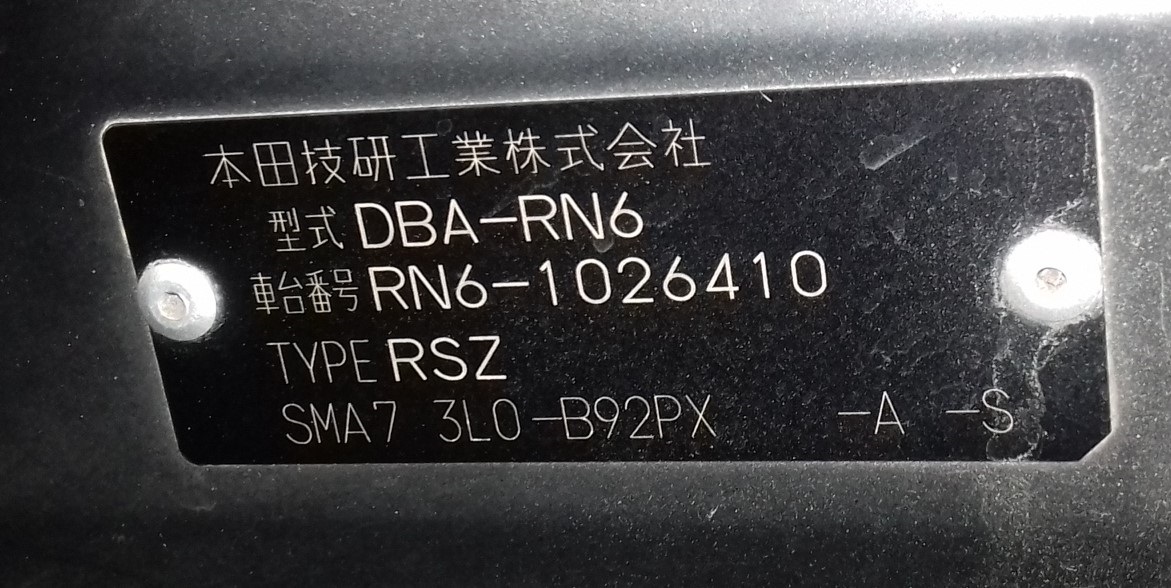 本田技研工業株式会社
型式 DBA-RN6
車台番号 RN6-1026410
TYPE RSZ
SMA7 3L0-B92PX -A -S